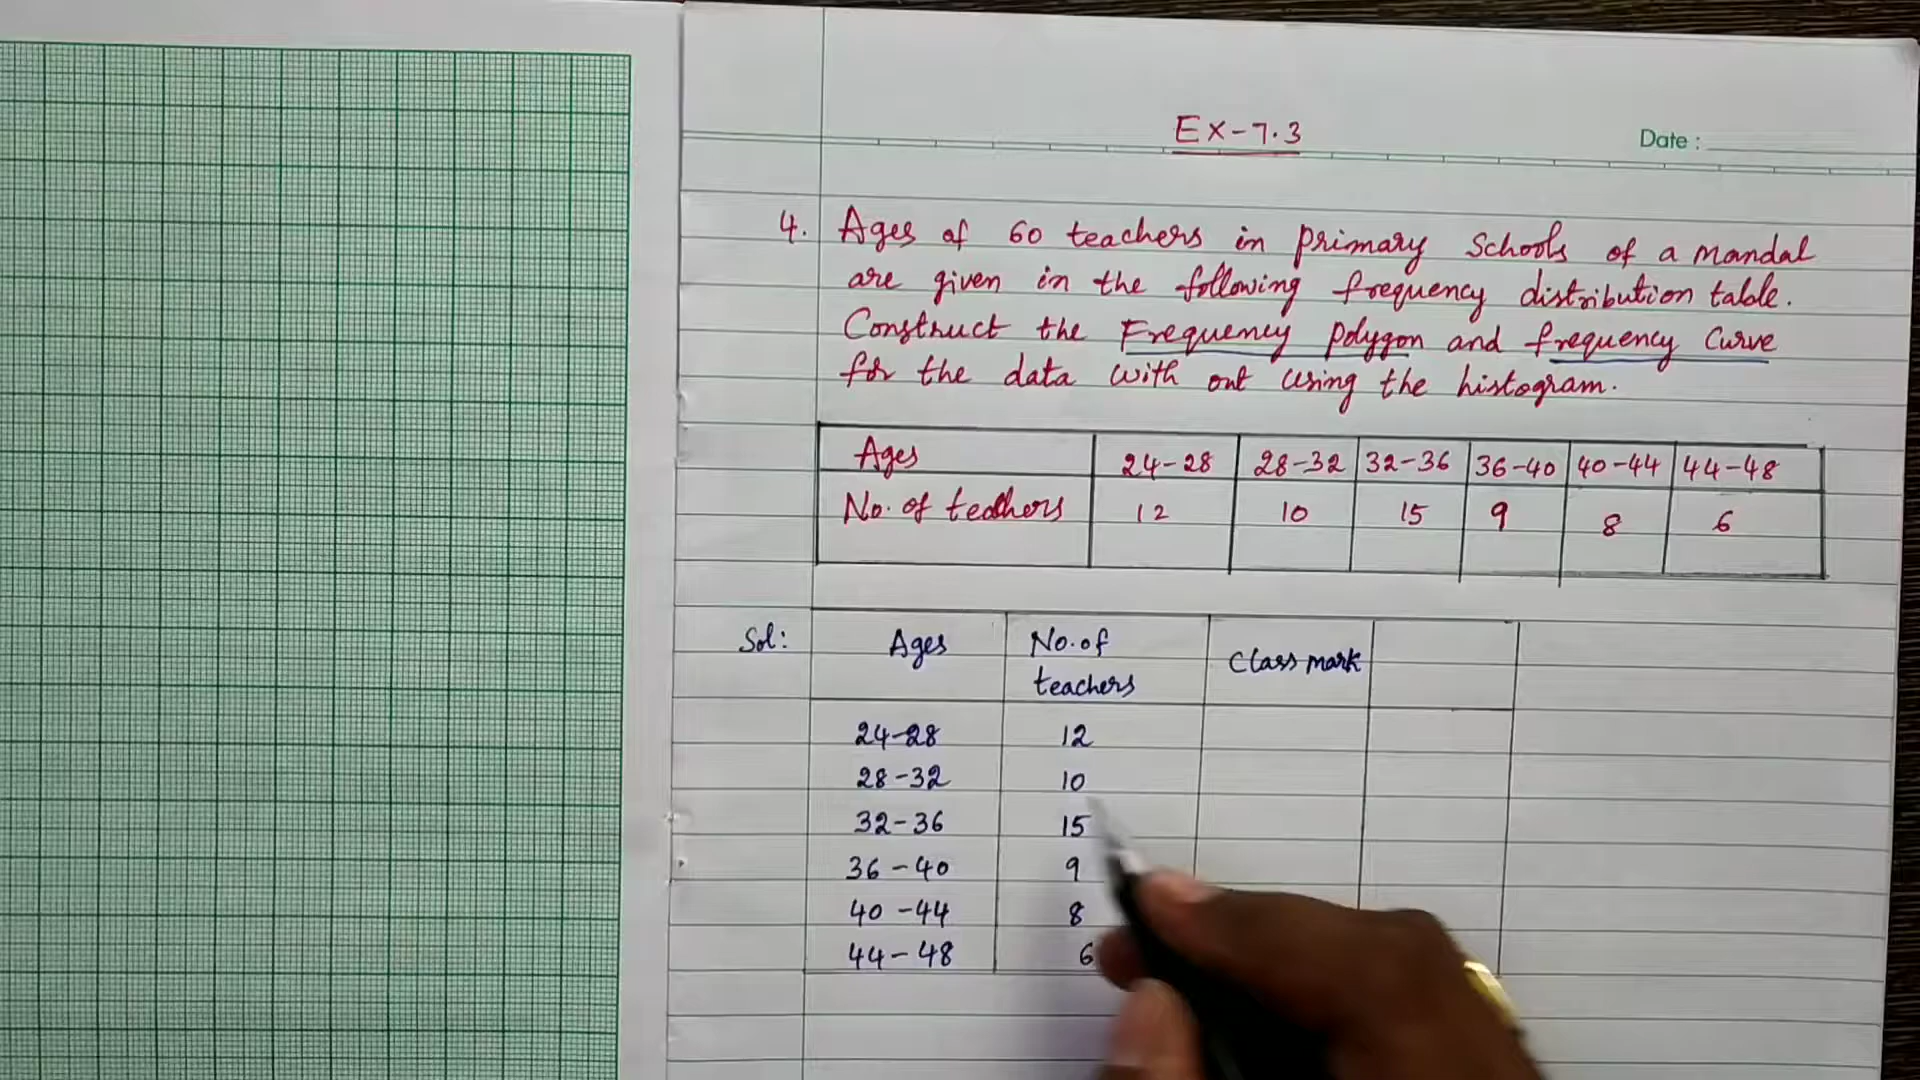 Ex-7.3
Date :
4. Ages of 60 teachers in primary Schools of a mandal
are given in the following frequency distribution table.
Construct the Frequency polygon and frequency Curve
for the data with out using the histogram.
Ages 24-28 28-32 32-36 36-40 40-44 44-48
No. of teachers 12 10 15 9 8 6
Sol: Ages No. of teachers Class mark
24-28 12
28-32 10
32-36 15
36-40 9
40-44 8
44-48 6